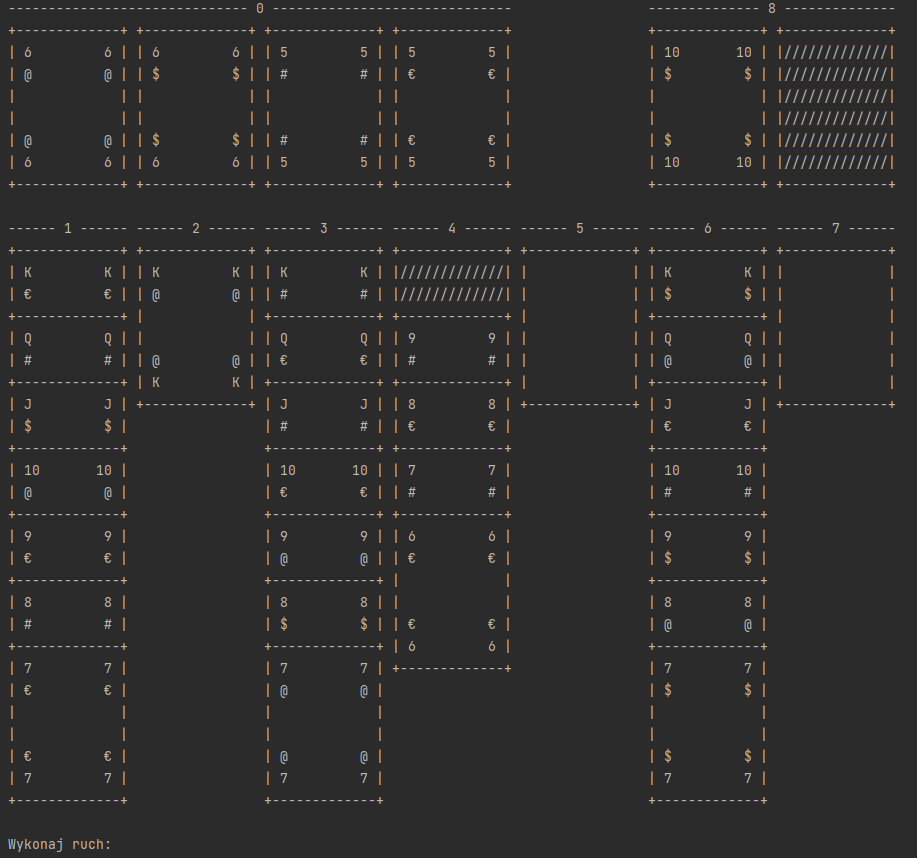 ------------------------------ 0 ------------------------------                 -------------- 8 --------------
+-------------+ +-------------+ +-------------+ +-------------+                 +-------------+ +-------------+
| 6         6 | | 6         6 | | 5         5 | | 5         5 |                 | 10       10 | |/////////////|
| @         @ | | $         $ | | #         # | | €         € |                 | $         $ | |/////////////|
|             | |             | |             | |             |                 |             | |/////////////|
|             | |             | |             | |             |                 |             | |/////////////|
| @         @ | | $         $ | | #         # | | €         € |                 | $         $ | |/////////////|
| 6         6 | | 6         6 | | 5         5 | | 5         5 |                 | 10       10 | |/////////////|
+-------------+ +-------------+ +-------------+ +-------------+                 +-------------+ +-------------+

------ 1 ------ ------ 2 ------ ------ 3 ------ ------ 4 ------ ------ 5 ------ ------ 6 ------ ------ 7 ------
+-------------+ +-------------+ +-------------+ +-------------+ +-------------+ +-------------+ +-------------+
| K         K | | K         K | | K         K | |/////////////| |             | | K         K | |             |
| €         € | | @         @ | | #         # | |/////////////| |             | | $         $ | |             |
+-------------+ |             | +-------------+ +-------------+ |             | +-------------+ |             |
| Q         Q | |             | | Q         Q | | 9         9 | |             | | Q         Q | |             |
| #         # | | @         @ | | €         € | | #         # | |             | | @         @ | |             |
+-------------+ | K         K | +-------------+ +-------------+ |             | +-------------+ |             |
| J         J | +-------------+ | J         J | | 8         8 | +-------------+ | J         J | +-------------+
| $         $ |                 | #         # | | €         € |                 | €         € |
+-------------+                 +-------------+ +-------------+                 +-------------+
| 10       10 |                 | 10       10 | | 7         7 |                 | 10       10 |
| @         @ |                 | €         € | | #         # |                 | #         # |
+-------------+                 +-------------+ +-------------+                 +-------------+
| 9         9 |                 | 9         9 | | 6         6 |                 | 9         9 |
| €         € |                 | @         @ | | €         € |                 | $         $ |
+-------------+                 +-------------+ |             |                 +-------------+
| 8         8 |                 | 8         8 | |             |                 | 8         8 |
| #         # |                 | $         $ | | €         € |                 | @         @ |
+-------------+                 +-------------+ | 6         6 |                 +-------------+
| 7         7 |                 | 7         7 | +-------------+                 | 7         7 |
| €         € |                 | @         @ |                                 | $         $ |
|             |                 |             |                                 |             |
|             |                 |             |                                 |             |
| €         € |                 | @         @ |                                 | $         $ |
| 7         7 |                 | 7         7 |                                 | 7         7 |
+-------------+                 +-------------+                                 +-------------+

Wykonaj ruch: